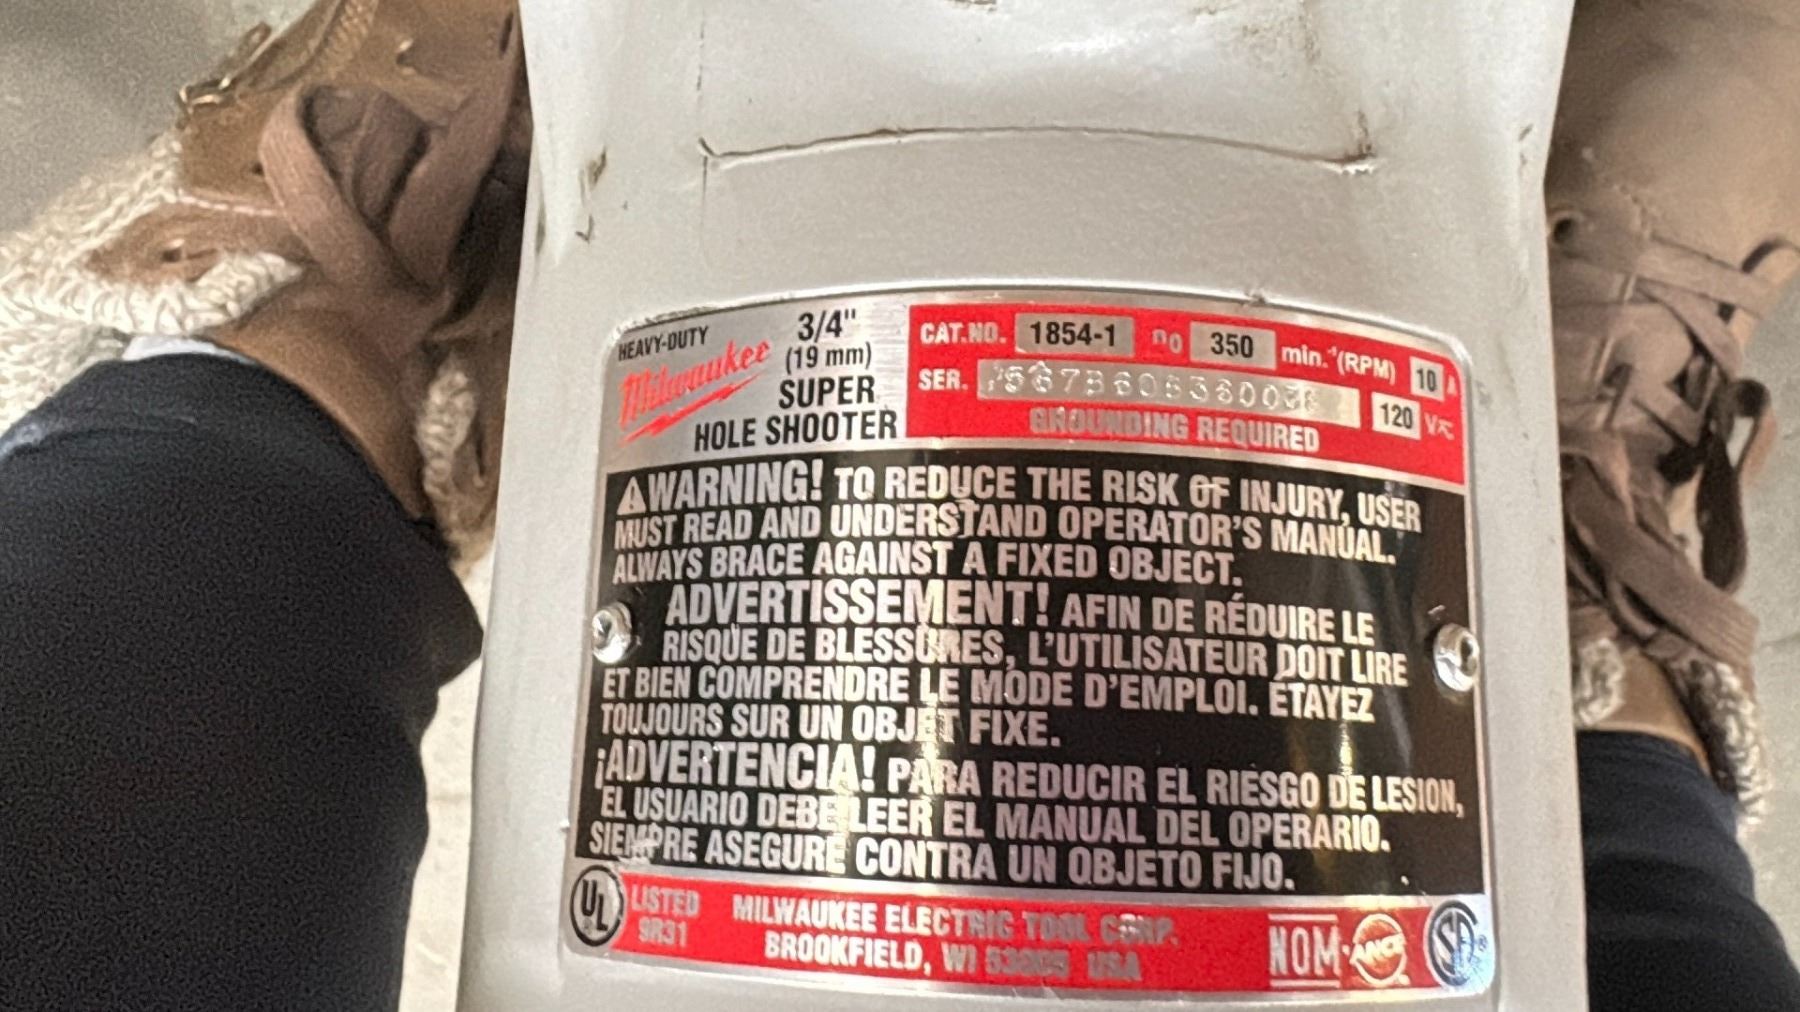 HEAVY-DUTY
Milwaukee
3/4"
(19 mm)
SUPER
HOLE SHOOTER
CAT.NO. 1854-1 no 350 min.⁻¹(RPM) 10 A
SER. 120 V
GROUNDING REQUIRED
⚠WARNING! TO REDUCE THE RISK OF INJURY, USER
MUST READ AND UNDERSTAND OPERATOR'S MANUAL.
ALWAYS BRACE AGAINST A FIXED OBJECT.
ADVERTISSEMENT! AFIN DE RÉDUIRE LE
RISQUE DE BLESSURES, L'UTILISATEUR DOIT LIRE
ET BIEN COMPRENDRE LE MODE D'EMPLOI. ÉTAYEZ
TOUJOURS SUR UN OBJET FIXE.
¡ADVERTENCIA! PARA REDUCIR EL RIESGO DE LESION,
EL USUARIO DEBE LEER EL MANUAL DEL OPERARIO.
SIEMPRE ASEGURE CONTRA UN OBJETO FIJO.
UL LISTED
9R31
MILWAUKEE ELECTRIC TOOL CORP.
BROOKFIELD, WI 53005 USA
NOM-ANCE